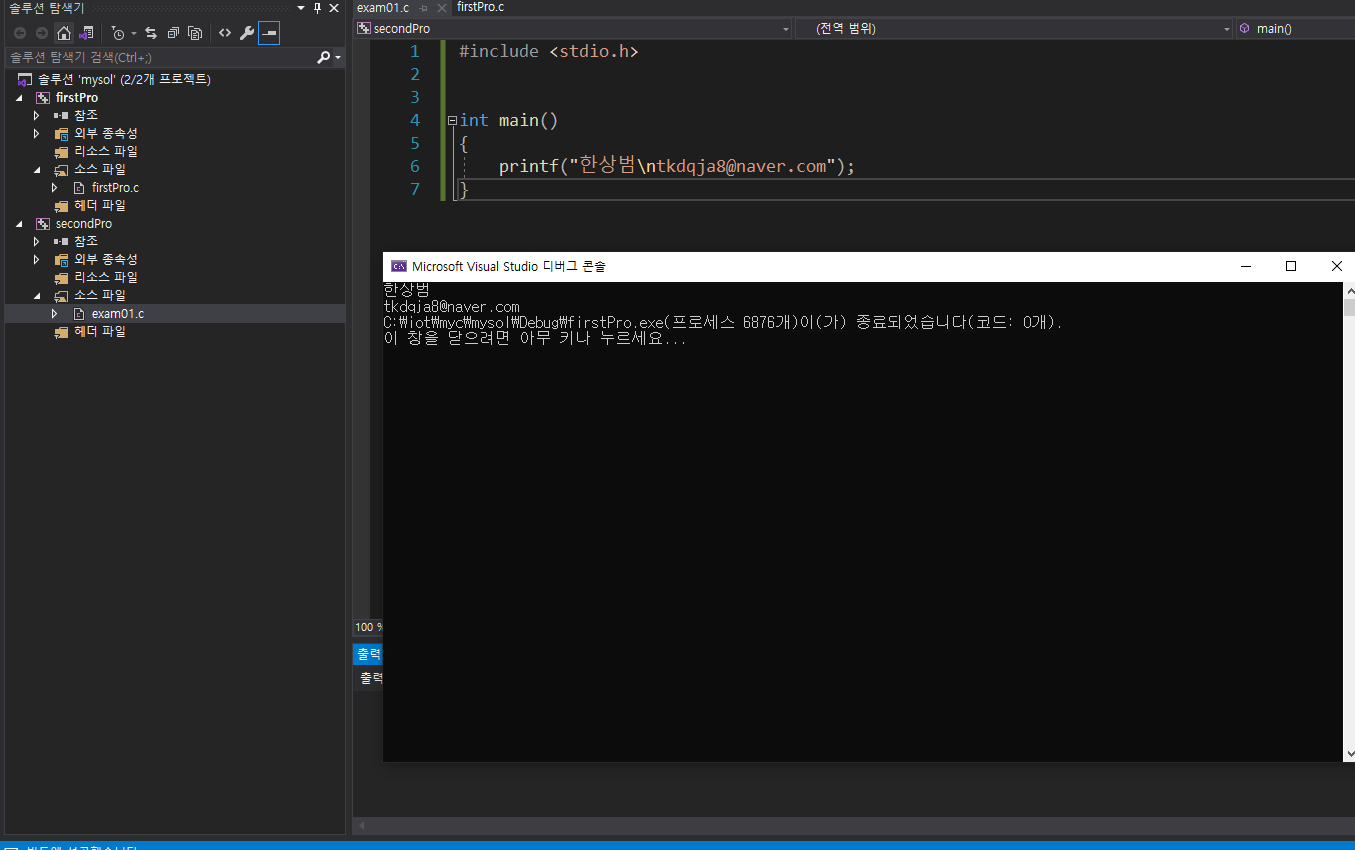 솔루션 탐색기
솔루션 탐색기 검색(Ctrl+;)
솔루션 'mysol' (2/2개 프로젝트)
firstPro
참조
외부 종속성
리소스 파일
소스 파일
firstPro.c
헤더 파일
secondPro
참조
외부 종속성
리소스 파일
소스 파일
exam01.c
헤더 파일
exam01.c firstPro.c
secondPro (전역 범위) main()
1 #include <stdio.h>
2
3
4 int main()
5 {
6 printf("한상범\ntkdqja8@naver.com");
7 }
Microsoft Visual Studio 디버그 콘솔
한상범
tkdqja8@naver.com
C:\iot\myc\mysol\Debug\firstPro.exe(프로세스 6876개)이(가) 종료되었습니다(코드: 0개).
이 창을 닫으려면 아무 키나 누르세요...
100 %
출력
출력